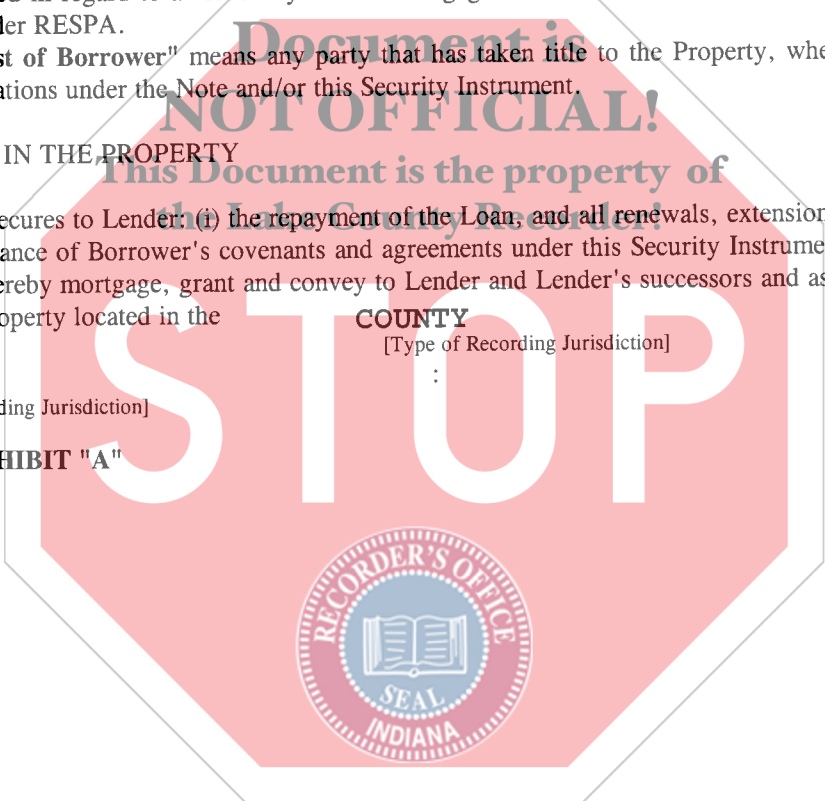 der RESPA.
Document is
st of Borrower" means any party that has taken title to the Property, whe
ations under the Note and/or this Security Instrument.
NOT OFFICIAL!
IN THE PROPERTY
This Document is the property of
the Lake County Recorder!
ecures to Lender: (i) the repayment of the Loan, and all renewals, extension
ance of Borrower's covenants and agreements under this Security Instrume
ereby mortgage, grant and convey to Lender and Lender's successors and as
operty located in the COUNTY
[Type of Recording Jurisdiction]
:
ding Jurisdiction]
HIBIT "A"
STOP
RECORDER'S OFFICE
SEAL
INDIANA